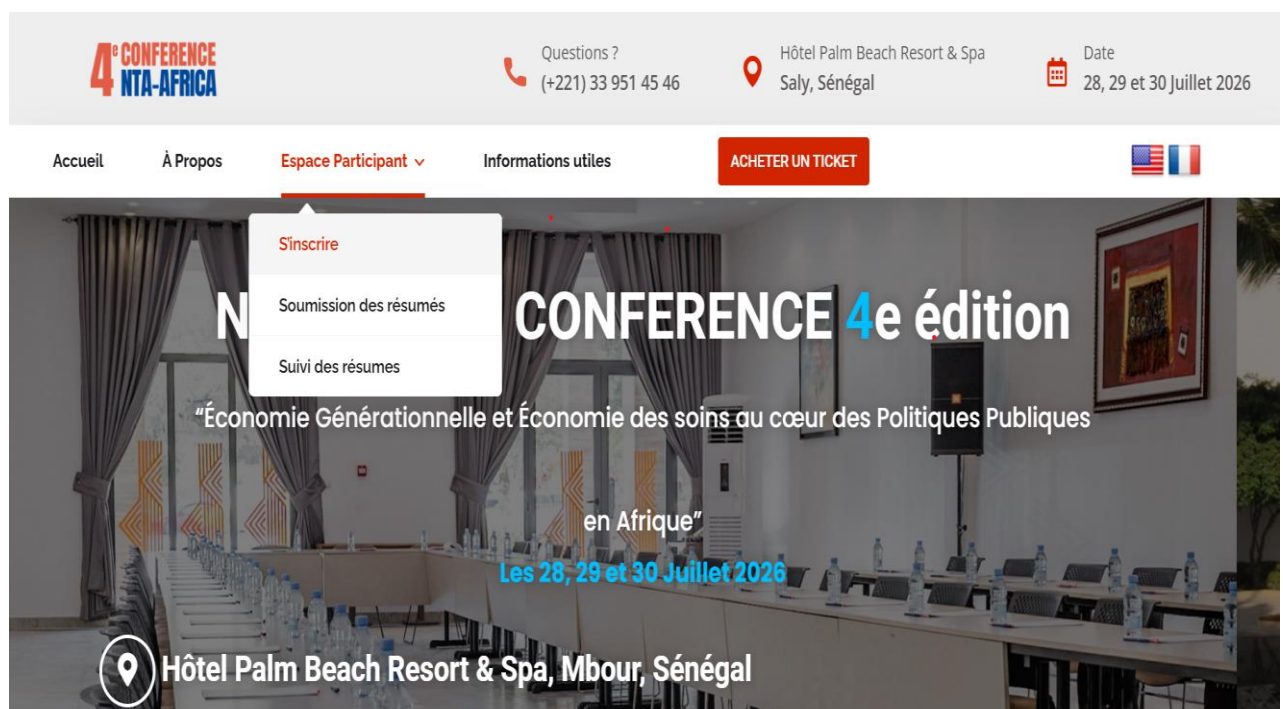 4e CONFERENCE
NTA-AFRICA
Questions ?
(+221) 33 951 45 46
Hôtel Palm Beach Resort & Spa
Saly, Sénégal
Date
28, 29 et 30 Juillet 2026
Accueil
À Propos
Espace Participant
Informations utiles
ACHETER UN TICKET
S'inscrire
Soumission des résumés
Suivi des résumes
N CONFERENCE 4e édition
“Économie Générationnelle et Économie des soins au cœur des Politiques Publiques
en Afrique”
Les 28, 29 et 30 Juillet 2026
Hôtel Palm Beach Resort & Spa, Mbour, Sénégal